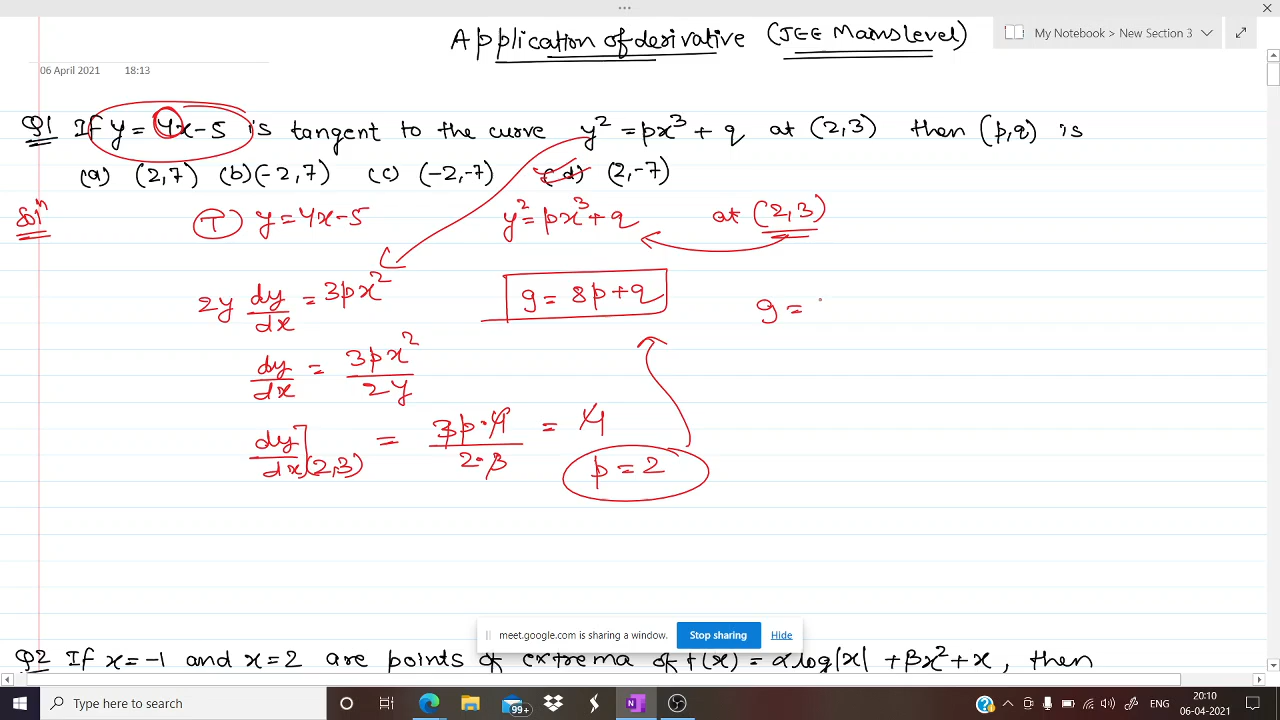 Application of derivative (JEE Mains level)
My Notebook > New Section 3
06 April 2021 18:13
Q1 If y = 4x-5 is tangent to the curve y² = px³ + q at (2,3) then (p,q) is
(a) (2,7) (b) (-2,7) (c) (-2,-7) (d) (2,-7)
Solⁿ (T) y = 4x-5 y² = px³ + q at (2,3)
2y dy/dx = 3px² 9 = 8p+q 9 =
dy/dx = 3px²/2y
dy/dx](2,3) = 3p·4/2·3 = 4
p = 2
meet.google.com is sharing a window. Stop sharing Hide
Q2 If x=-1 and x=2 are points of extrema of f(x) = α log|x| + βx² + x, then
Type here to search 99+ ENG 20:10
06-04-2021